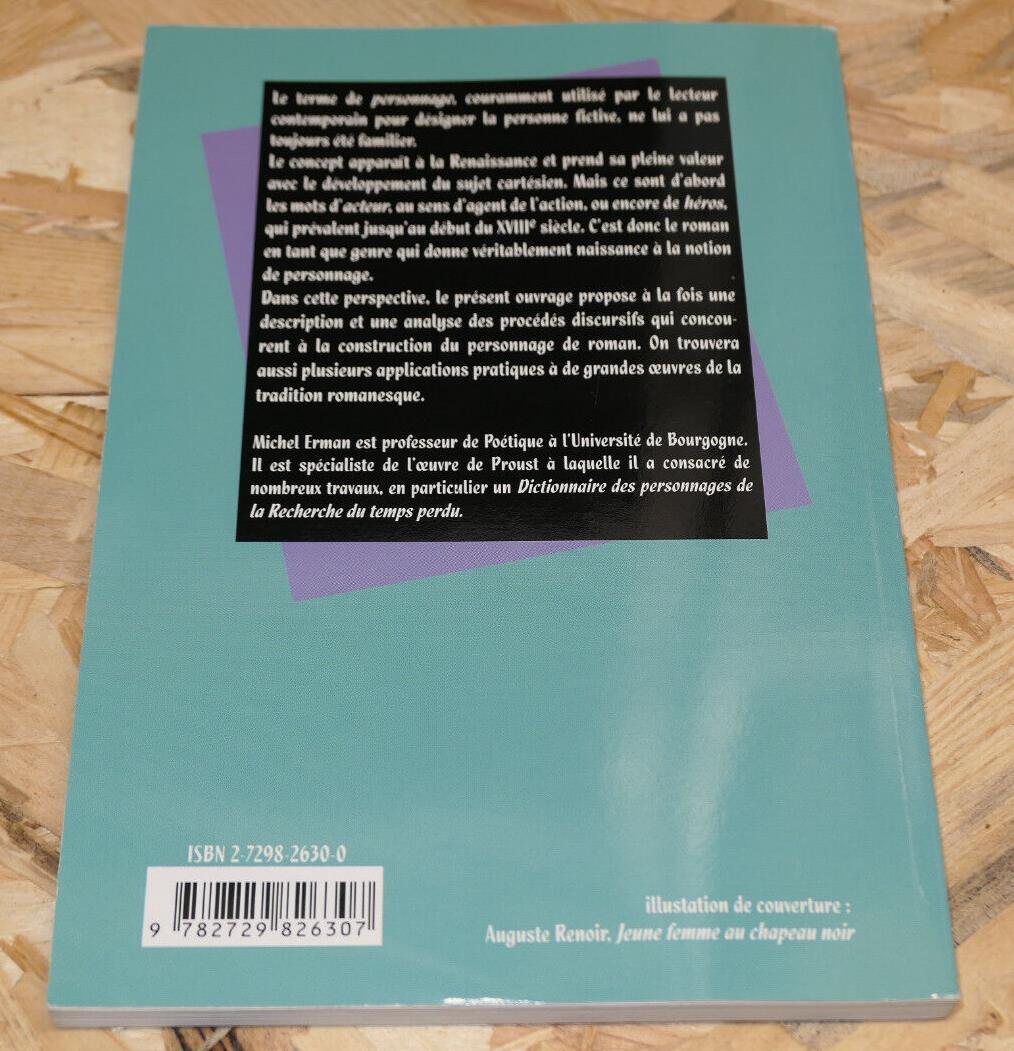 Le terme de personnage, couramment utilisé par le lecteur
contemporain pour désigner la personne fictive, ne lui a pas
toujours été familier.
Le concept apparaît à la Renaissance et prend sa pleine valeur
avec le développement du sujet cartésien. Mais ce sont d'abord
les mots d'acteur, au sens d'agent de l'action, ou encore de héros,
qui prévalent jusqu'au début du XVIIIe siècle. C'est donc le roman
en tant que genre qui donne véritablement naissance à la notion
de personnage.
Dans cette perspective, le présent ouvrage propose à la fois une
description et une analyse des procédés discursifs qui concou-
rent à la construction du personnage de roman. On trouvera
aussi plusieurs applications pratiques à de grandes œuvres de la
tradition romanesque.
Michel Erman est professeur de Poétique à l'Université de Bourgogne.
Il est spécialiste de l'œuvre de Proust à laquelle il a consacré de
nombreux travaux, en particulier un Dictionnaire des personnages de
la Recherche du temps perdu.
ISBN 2-7298-2630-0
9 782729 826307
illustation de couverture :
Auguste Renoir, Jeune femme au chapeau noir